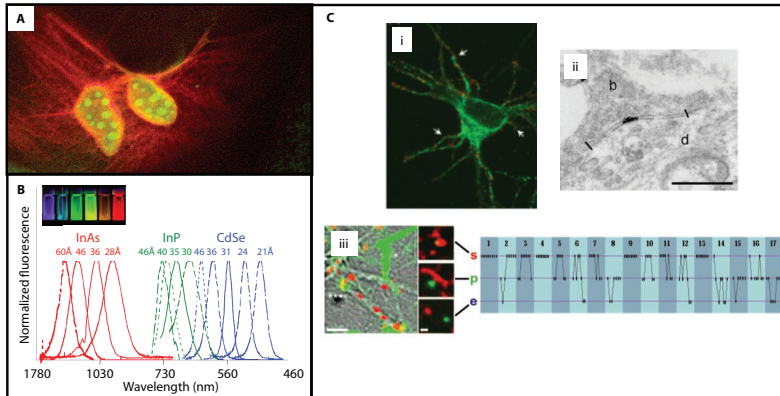 A
B
InAs
InP
CdSe
60Å 46 36 28Å
46Å 40 35 30
46 36 31 24 21Å
Normalized fluorescence
1780 1030 730 560 460
Wavelength (nm)
C
i
ii
b
d
iii
s
p
e
1 2 3 4 5 6 7 8 9 10 11 12 13 14 15 16 17